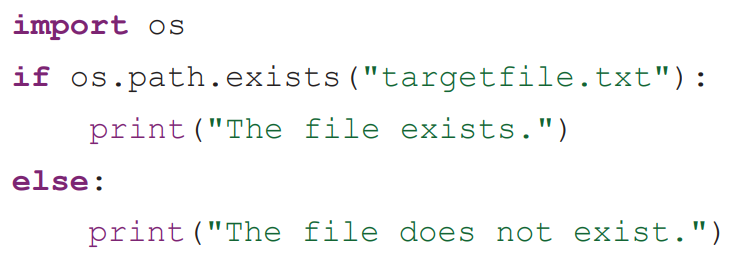 import os
if os.path.exists("targetfile.txt"):
    print("The file exists.")
else:
    print("The file does not exist.")